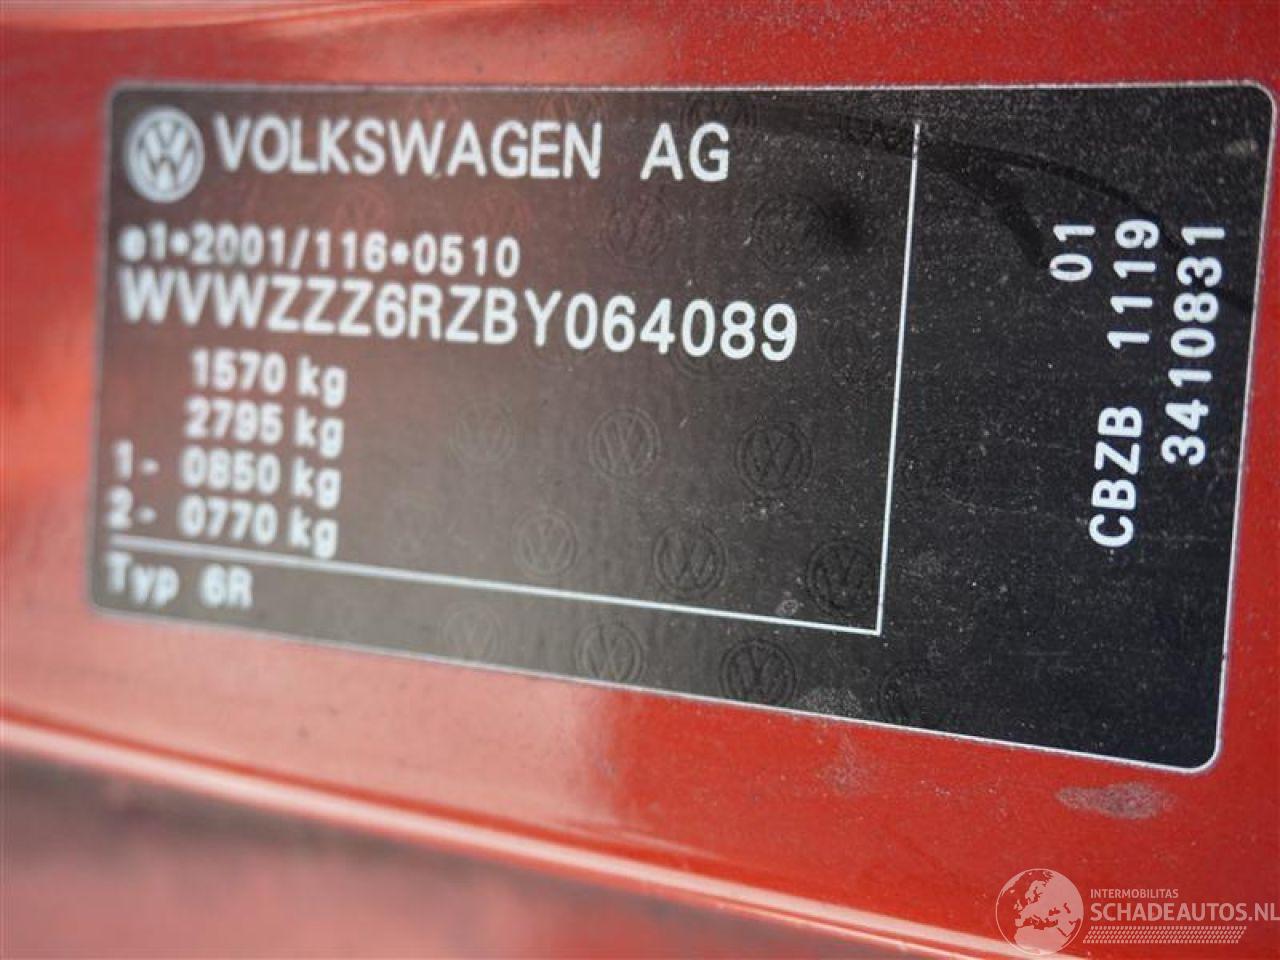 VOLKSWAGEN AG
e1*2001/116*0510
WVWZZZ6RZBY064089
1570 kg
2795 kg
1- 0850 kg
2- 0770 kg
Typ 6R
01
CBZB 1119
3410831
INTERMOBILITAS
SCHADEAUTOS.NL